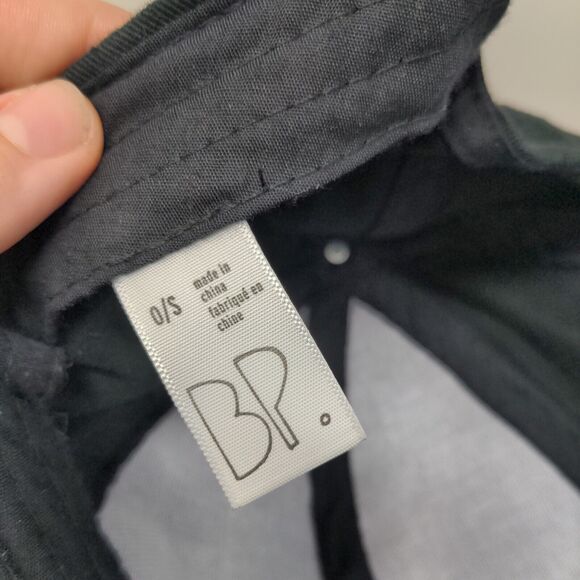 O/S
made in
china
fabriqué en
chine
BP.